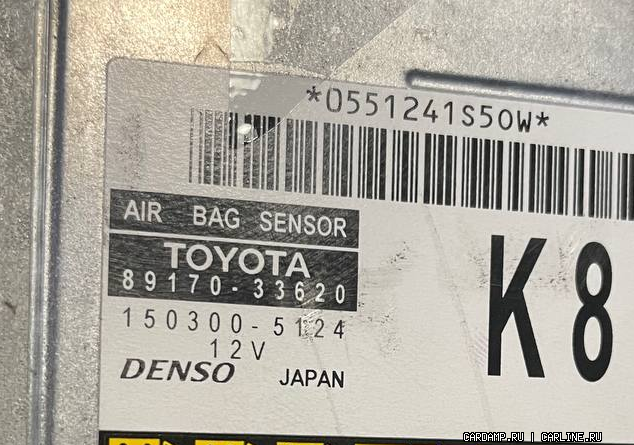 *0551241S50W*
AIR BAG SENSOR
TOYOTA
89170-33620
150300-5124
12V
DENSO JAPAN
K8
CARDAMP.RU | CARLINE.RU